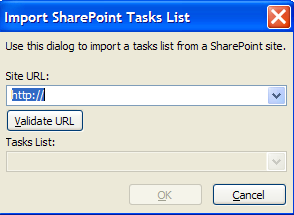 Import SharePoint Tasks List
Use this dialog to import a tasks list from a SharePoint site.
Site URL:
http://
Validate URL
Tasks List:
OK
Cancel